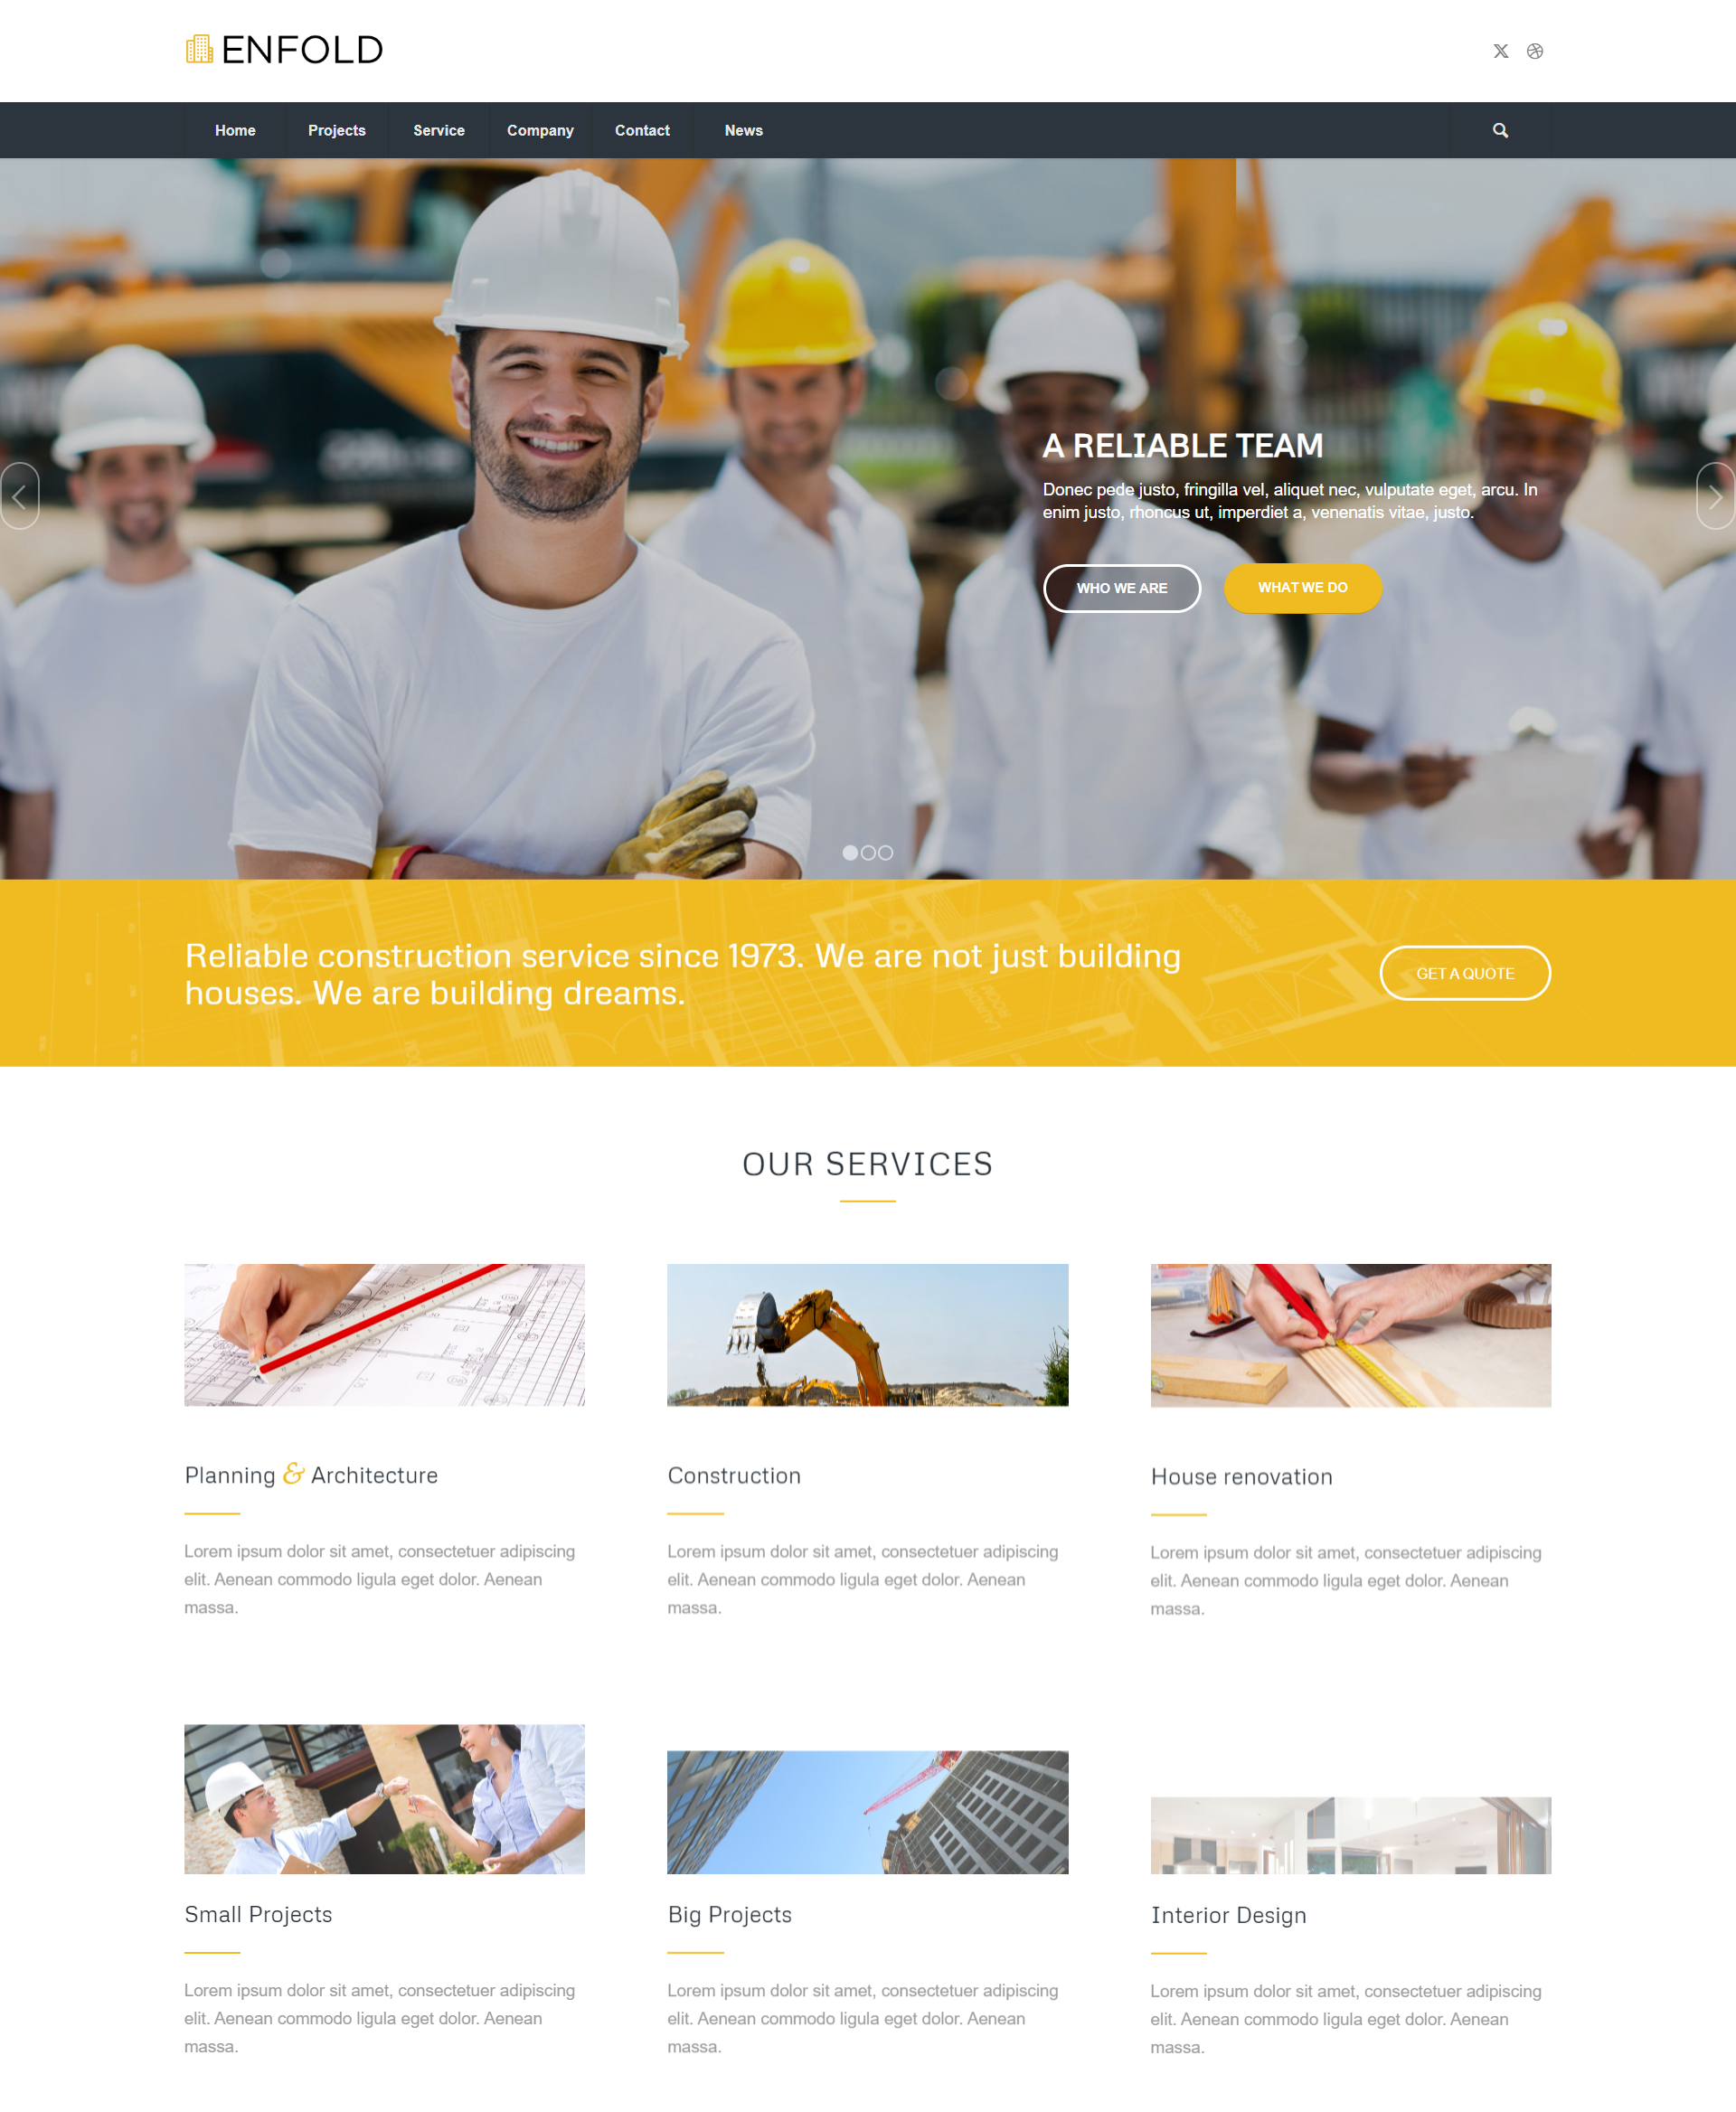 ENFOLD
Home Projects Service Company Contact News
A RELIABLE TEAM
Donec pede justo, fringilla vel, aliquet nec, vulputate eget, arcu. In
enim justo, rhoncus ut, imperdiet a, venenatis vitae, justo.
WHO WE ARE WHAT WE DO
Reliable construction service since 1973. We are not just building
houses. We are building dreams.
GET A QUOTE
OUR SERVICES
Planning & Architecture
Lorem ipsum dolor sit amet, consectetuer adipiscing
elit. Aenean commodo ligula eget dolor. Aenean
massa.
Construction
Lorem ipsum dolor sit amet, consectetuer adipiscing
elit. Aenean commodo ligula eget dolor. Aenean
massa.
House renovation
Lorem ipsum dolor sit amet, consectetuer adipiscing
elit. Aenean commodo ligula eget dolor. Aenean
massa.
Small Projects
Lorem ipsum dolor sit amet, consectetuer adipiscing
elit. Aenean commodo ligula eget dolor. Aenean
massa.
Big Projects
Lorem ipsum dolor sit amet, consectetuer adipiscing
elit. Aenean commodo ligula eget dolor. Aenean
massa.
Interior Design
Lorem ipsum dolor sit amet, consectetuer adipiscing
elit. Aenean commodo ligula eget dolor. Aenean
massa.